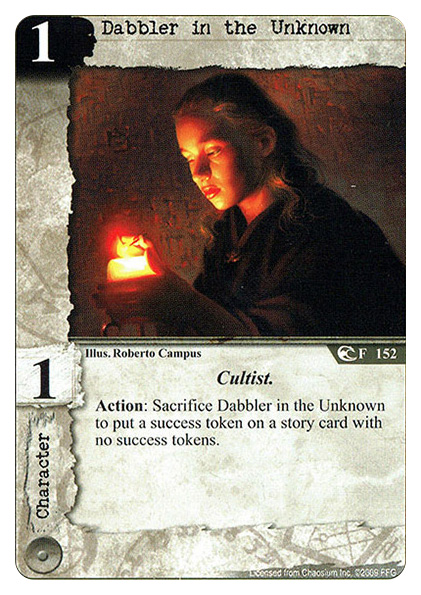 1
Dabbler in the Unknown
Illus. Roberto Campus
F 152
1
Cultist.
Action: Sacrifice Dabbler in the Unknown
to put a success token on a story card with
no success tokens.
Character
Licensed from Chaosium Inc. ©2009 FFG